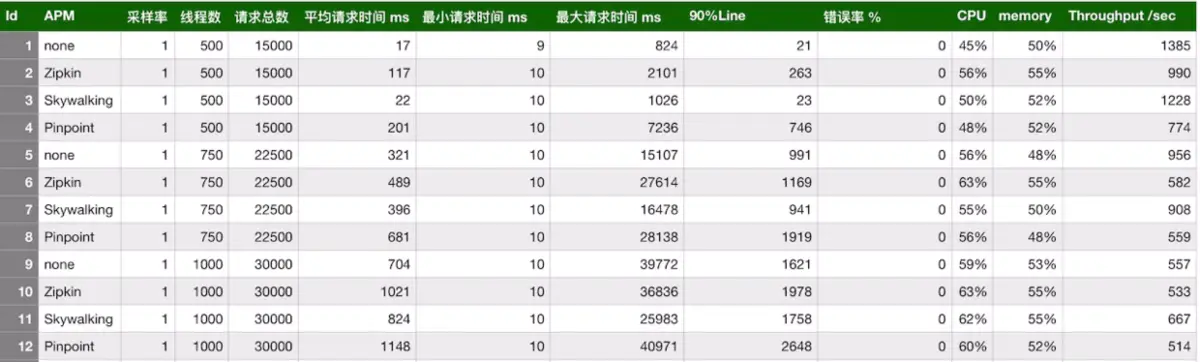 Id APM 采样率 线程数 请求总数 平均请求时间 ms 最小请求时间 ms 最大请求时间 ms 90%Line 错误率 % CPU memory Throughput /sec
1 none 1 500 15000 17 9 824 21 0 45% 50% 1385
2 Zipkin 1 500 15000 117 10 2101 263 0 56% 55% 990
3 Skywalking 1 500 15000 22 10 1026 23 0 50% 52% 1228
4 Pinpoint 1 500 15000 201 10 7236 746 0 48% 52% 774
5 none 1 750 22500 321 10 15107 991 0 56% 48% 956
6 Zipkin 1 750 22500 489 10 27614 1169 0 63% 55% 582
7 Skywalking 1 750 22500 396 10 16478 941 0 55% 50% 908
8 Pinpoint 1 750 22500 681 10 28138 1919 0 56% 48% 559
9 none 1 1000 30000 704 10 39772 1621 0 59% 53% 557
10 Zipkin 1 1000 30000 1021 10 36836 1978 0 63% 55% 533
11 Skywalking 1 1000 30000 824 10 25983 1758 0 62% 55% 667
12 Pinpoint 1 1000 30000 1148 10 40971 2648 0 60% 52% 514